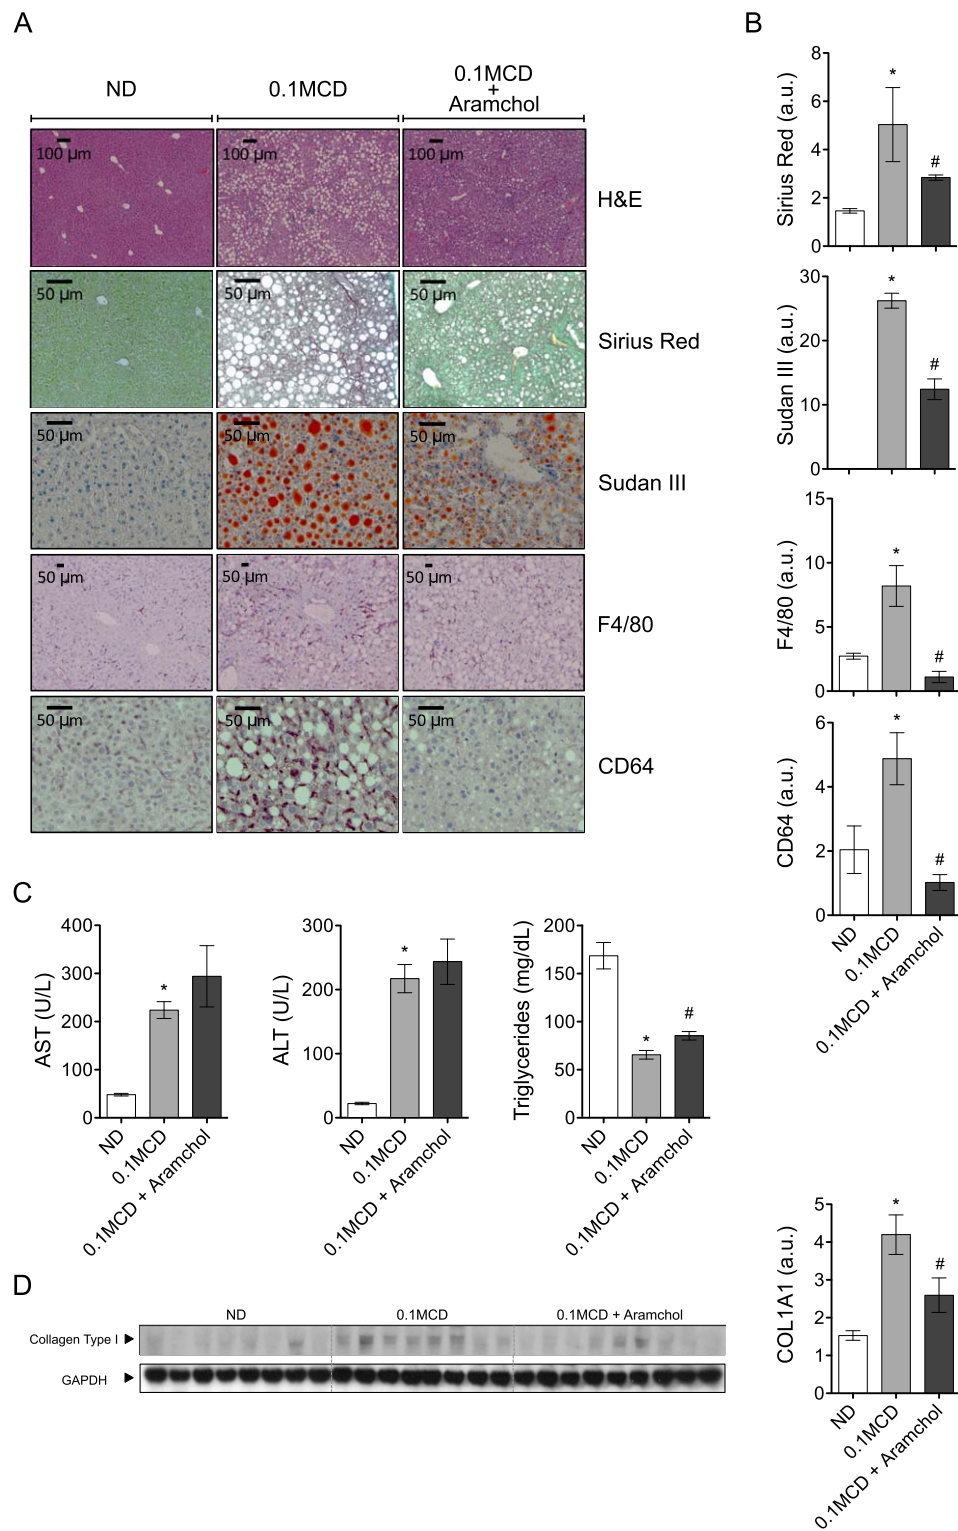 A
ND
0.1MCD
0.1MCD
+
Aramchol
100 µm
100 µm
100 µm
H&E
50 µm
50 µm
50 µm
Sirius Red
50 µm
50 µm
50 µm
Sudan III
50 µm
50 µm
50 µm
F4/80
50 µm
50 µm
50 µm
CD64
B
Sirius Red (a.u.)
8
6
4
2
0
*
#
Sudan III (a.u.)
30
20
10
0
*
#
F4/80 (a.u.)
15
10
5
0
*
#
CD64 (a.u.)
6
4
2
0
*
#
ND
0.1MCD
0.1MCD + Aramchol
C
AST (U/L)
400
300
200
100
0
*
ND
0.1MCD
0.1MCD + Aramchol
ALT (U/L)
300
200
100
0
*
ND
0.1MCD
0.1MCD + Aramchol
Triglycerides (mg/dL)
200
150
100
50
0
*
#
ND
0.1MCD
0.1MCD + Aramchol
D
ND
0.1MCD
0.1MCD + Aramchol
Collagen Type I
GAPDH
COL1A1 (a.u.)
5
4
3
2
1
0
*
#
ND
0.1MCD
0.1MCD + Aramchol